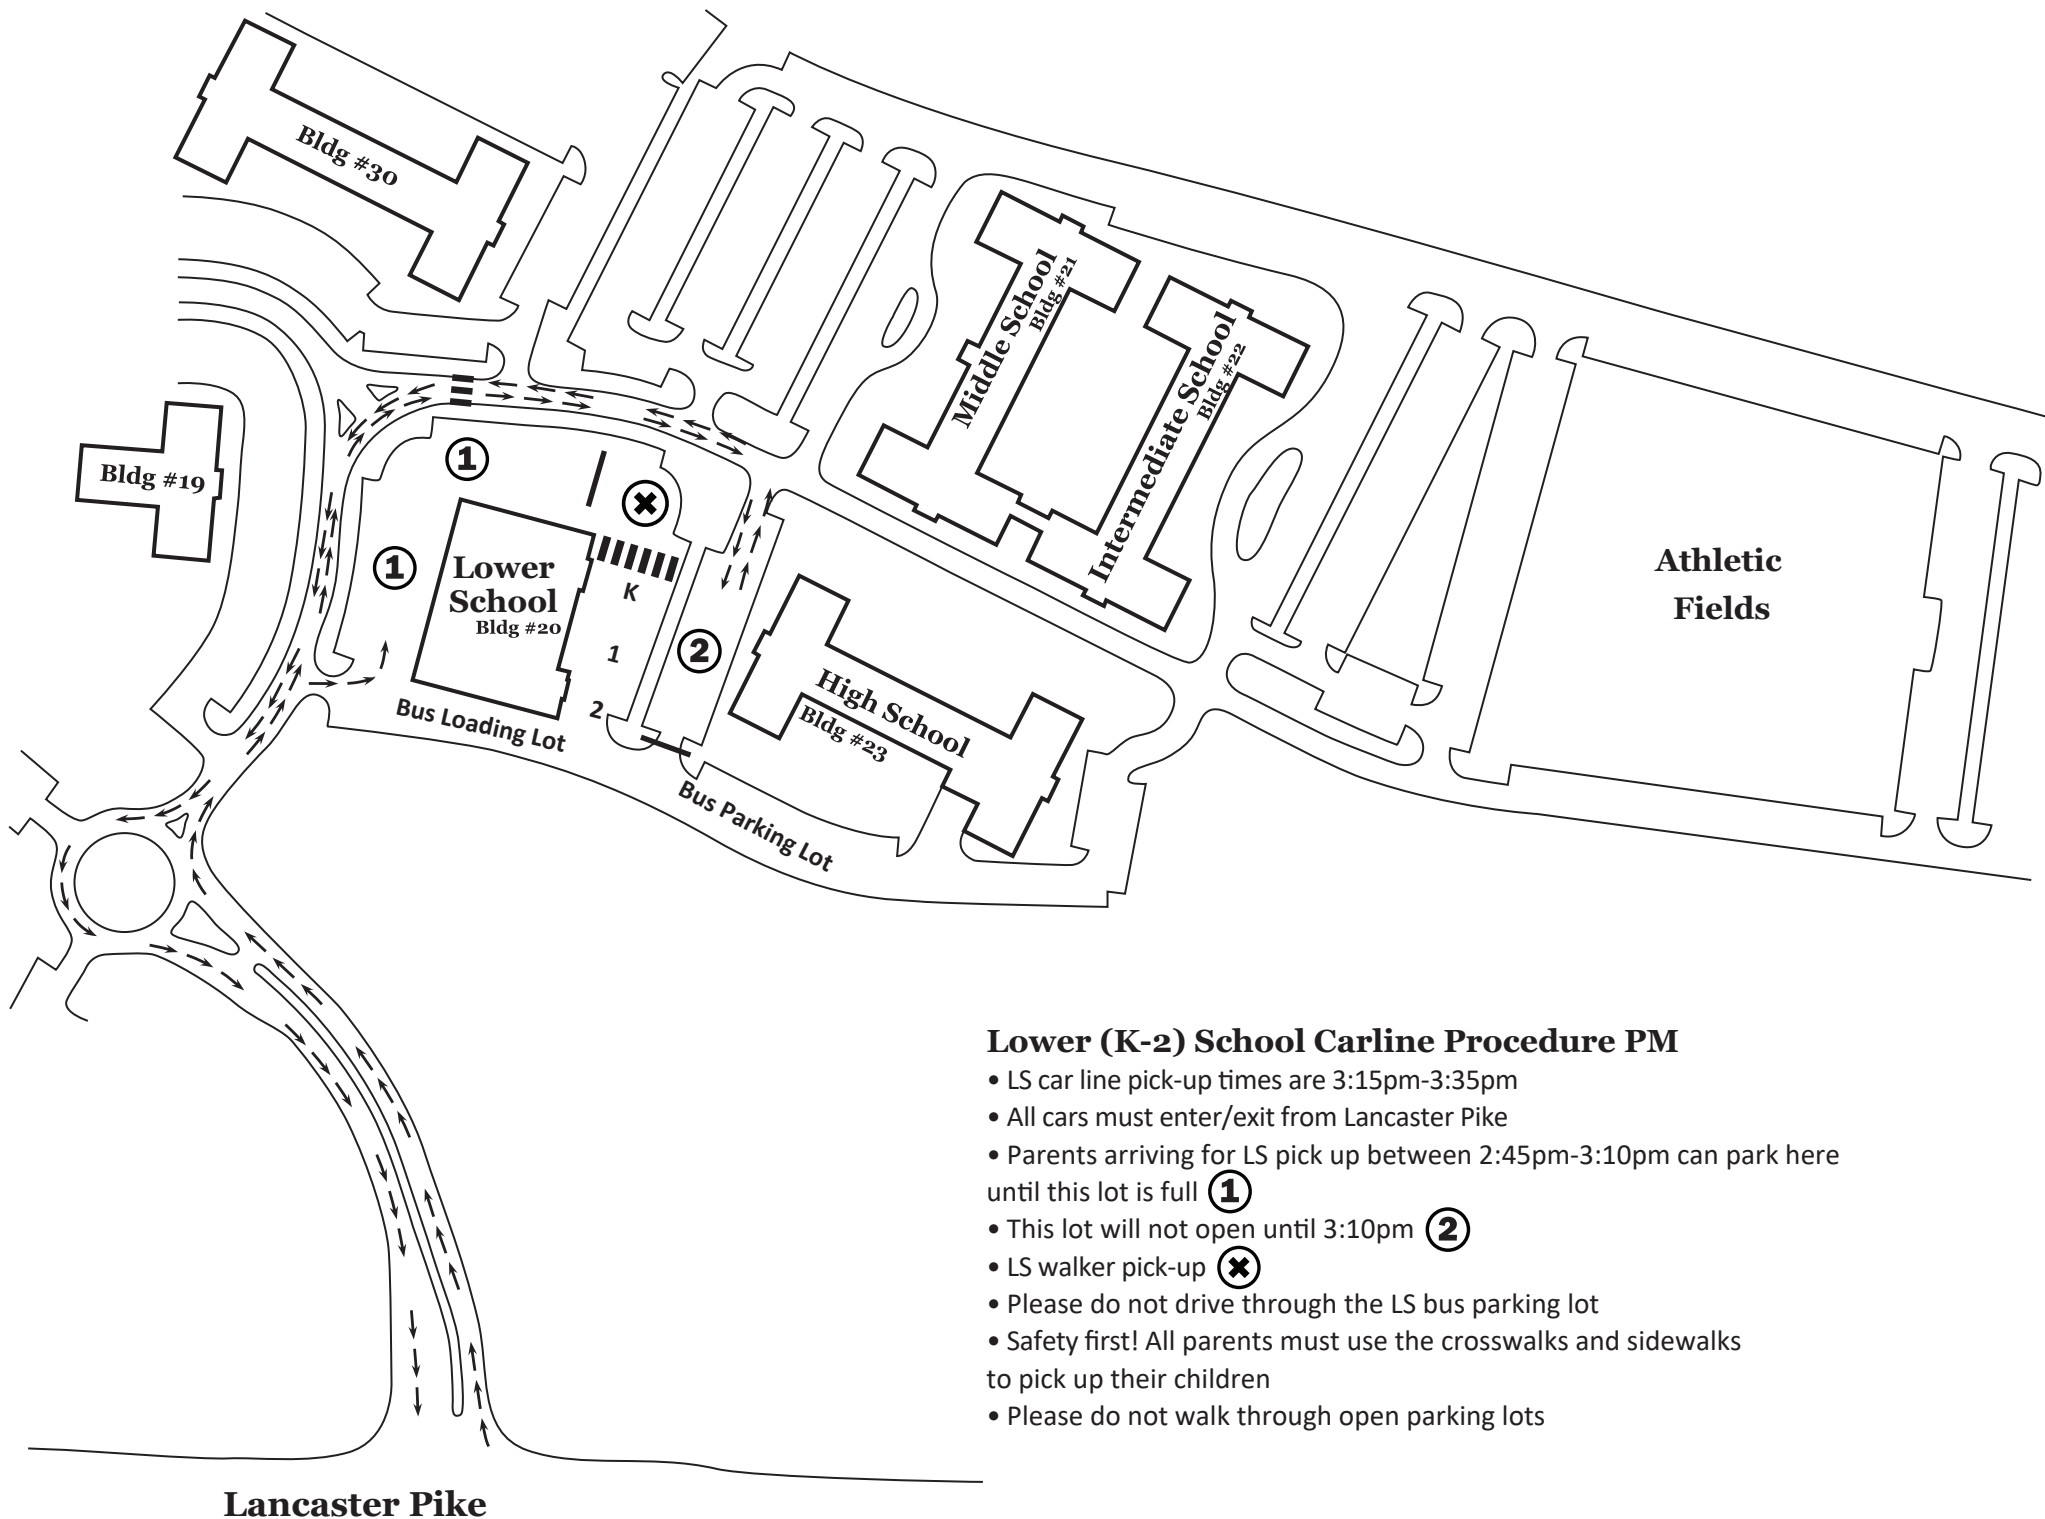 Bldg #30
Middle School
Bldg #21
Intermediate School
Bldg #22
Bldg #19
1
1
Lower
School
Bldg #20
K
1
2
2
Athletic
Fields
High School
Bldg #23
Bus Loading Lot
Bus Parking Lot
Lower (K-2) School Carline Procedure PM
• LS car line pick-up times are 3:15pm-3:35pm
• All cars must enter/exit from Lancaster Pike
• Parents arriving for LS pick up between 2:45pm-3:10pm can park here
until this lot is full 1
• This lot will not open until 3:10pm 2
• LS walker pick-up ✖
• Please do not drive through the LS bus parking lot
• Safety first! All parents must use the crosswalks and sidewalks
to pick up their children
• Please do not walk through open parking lots
Lancaster Pike